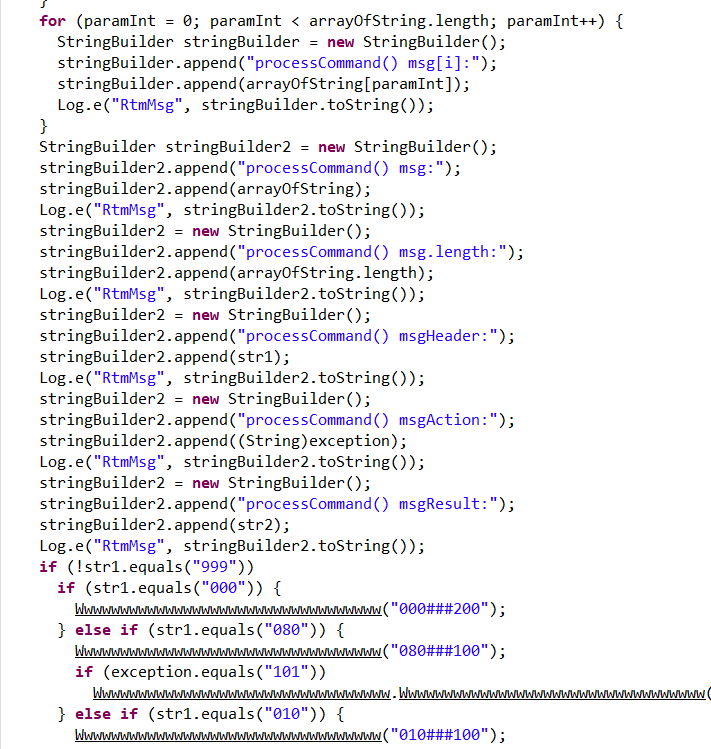 }
for (paramInt = 0; paramInt < arrayOfString.length; paramInt++) {
StringBuilder stringBuilder = new StringBuilder();
stringBuilder.append("processCommand() msg[i]:");
stringBuilder.append(arrayOfString[paramInt]);
Log.e("RtmMsg", stringBuilder.toString());
}
StringBuilder stringBuilder2 = new StringBuilder();
stringBuilder2.append("processCommand() msg:");
stringBuilder2.append(arrayOfString);
Log.e("RtmMsg", stringBuilder2.toString());
stringBuilder2 = new StringBuilder();
stringBuilder2.append("processCommand() msg.length:");
stringBuilder2.append(arrayOfString.length);
Log.e("RtmMsg", stringBuilder2.toString());
stringBuilder2 = new StringBuilder();
stringBuilder2.append("processCommand() msgHeader:");
stringBuilder2.append(str1);
Log.e("RtmMsg", stringBuilder2.toString());
stringBuilder2 = new StringBuilder();
stringBuilder2.append("processCommand() msgAction:");
stringBuilder2.append((String)exception);
Log.e("RtmMsg", stringBuilder2.toString());
stringBuilder2 = new StringBuilder();
stringBuilder2.append("processCommand() msgResult:");
stringBuilder2.append(str2);
Log.e("RtmMsg", stringBuilder2.toString());
if (!str1.equals("999"))
if (str1.equals("000")) {
Wwwwwwwwwwwwwwwwwwwwwwwwwwwwwwwwww("000###200");
} else if (str1.equals("080")) {
Wwwwwwwwwwwwwwwwwwwwwwwwwwwwwwwwww("080###100");
if (exception.equals("101"))
Wwwwwwwwwwwwwwwwwwwwwwwwwwwwwwwww.Wwwwwwwwwwwwwwwwwwwwwwwwwwwwwwwwww(
} else if (str1.equals("010")) {
Wwwwwwwwwwwwwwwwwwwwwwwwwwwwwwwwww("010###100");